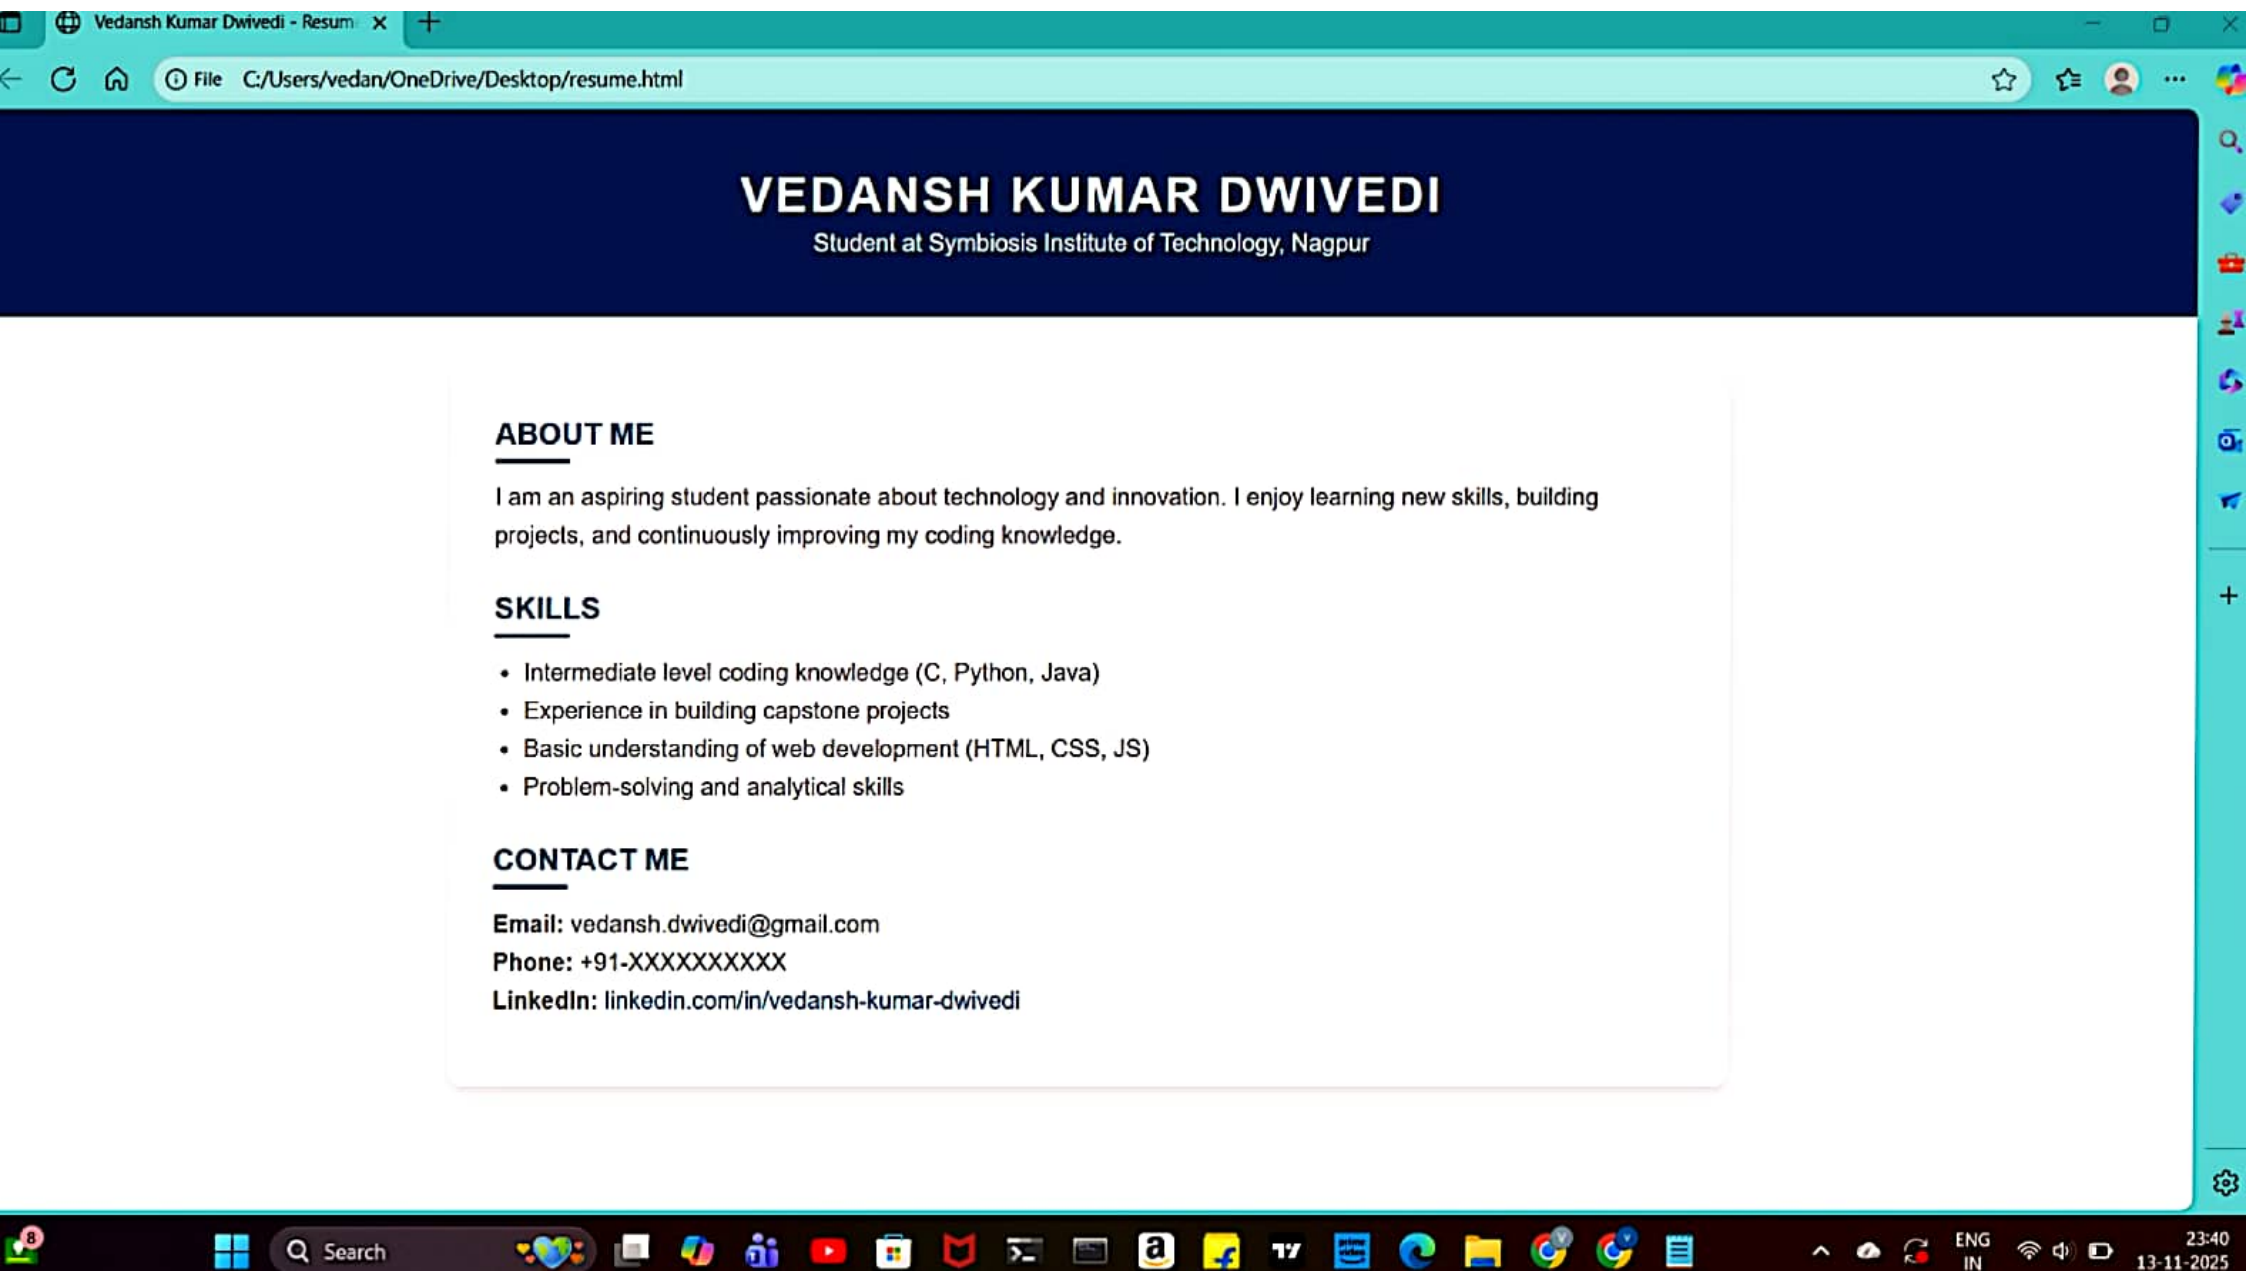 Vedansh Kumar Dwivedi - Resum
File C:/Users/vedan/OneDrive/Desktop/resume.html
VEDANSH KUMAR DWIVEDI
Student at Symbiosis Institute of Technology, Nagpur
ABOUT ME
I am an aspiring student passionate about technology and innovation. I enjoy learning new skills, building
projects, and continuously improving my coding knowledge.
SKILLS
• Intermediate level coding knowledge (C, Python, Java)
• Experience in building capstone projects
• Basic understanding of web development (HTML, CSS, JS)
• Problem-solving and analytical skills
CONTACT ME
Email: vedansh.dwivedi@gmail.com
Phone: +91-XXXXXXXXXX
LinkedIn: linkedin.com/in/vedansh-kumar-dwivedi
8
Search
prime video
ENG
IN
23:40
13-11-2025